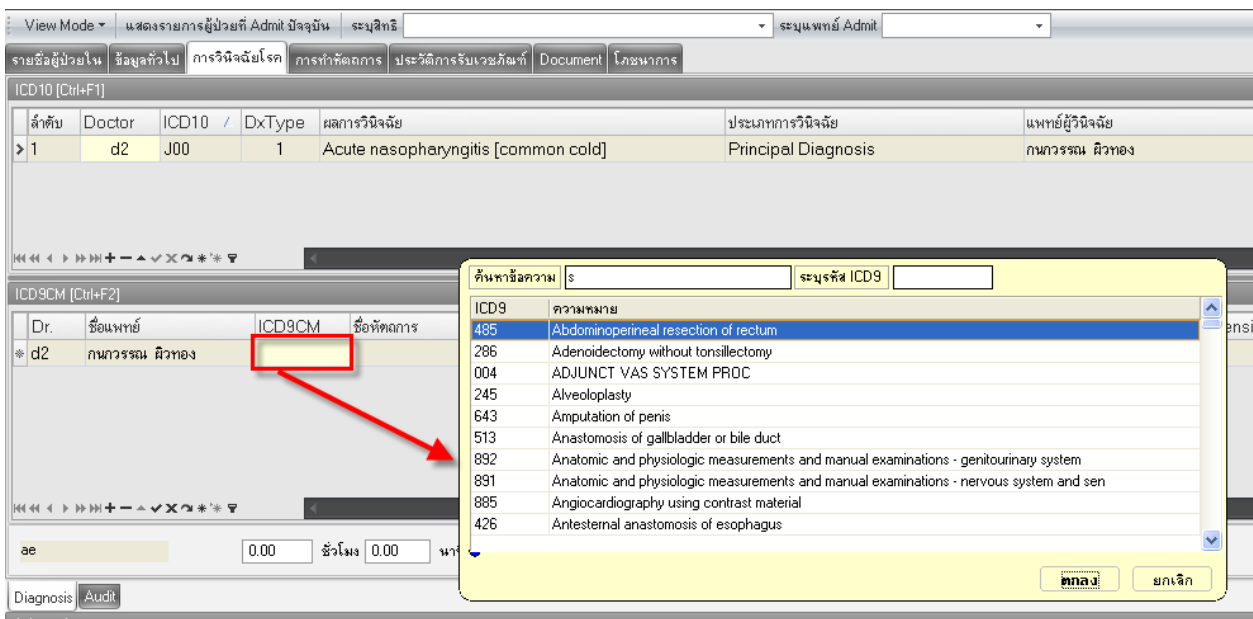 View Mode แสดงรายการผู้ป่วยที่ Admit ปัจจุบัน ระบุสิทธิ ระบุแพทย์ Admit
รายชื่อผู้ป่วยใน ข้อมูลทั่วไป การวินิจฉัยโรค การทำหัตถการ ประวัติการรับเวชภัณฑ์ Document โภชนาการ
ICD10 [Ctrl+F1]
ลำดับ Doctor ICD10 DxType ผลการวินิจฉัย ประเภทการวินิจฉัย แพทย์ผู้วินิจฉัย
1 d2 J00 1 Acute nasopharyngitis [common cold] Principal Diagnosis กนกวรรณ ผิวทอง
ICD9CM [Ctrl+F2]
Dr. ชื่อแพทย์ ICD9CM ชื่อหัตถการ ensi
d2 กนกวรรณ ผิวทอง
ค้นหาข้อความ s ระบุรหัส ICD9
ICD9 ความหมาย
485 Abdominoperineal resection of rectum
286 Adenoidectomy without tonsillectomy
004 ADJUNCT VAS SYSTEM PROC
245 Alveoloplasty
643 Amputation of penis
513 Anastomosis of gallbladder or bile duct
892 Anatomic and physiologic measurements and manual examinations - genitourinary system
891 Anatomic and physiologic measurements and manual examinations - nervous system and sen
885 Angiocardiography using contrast material
426 Antesternal anastomosis of esophagus
ตกลง ยกเลิก
ae 0.00 ชั่วโมง 0.00
Diagnosis Audit